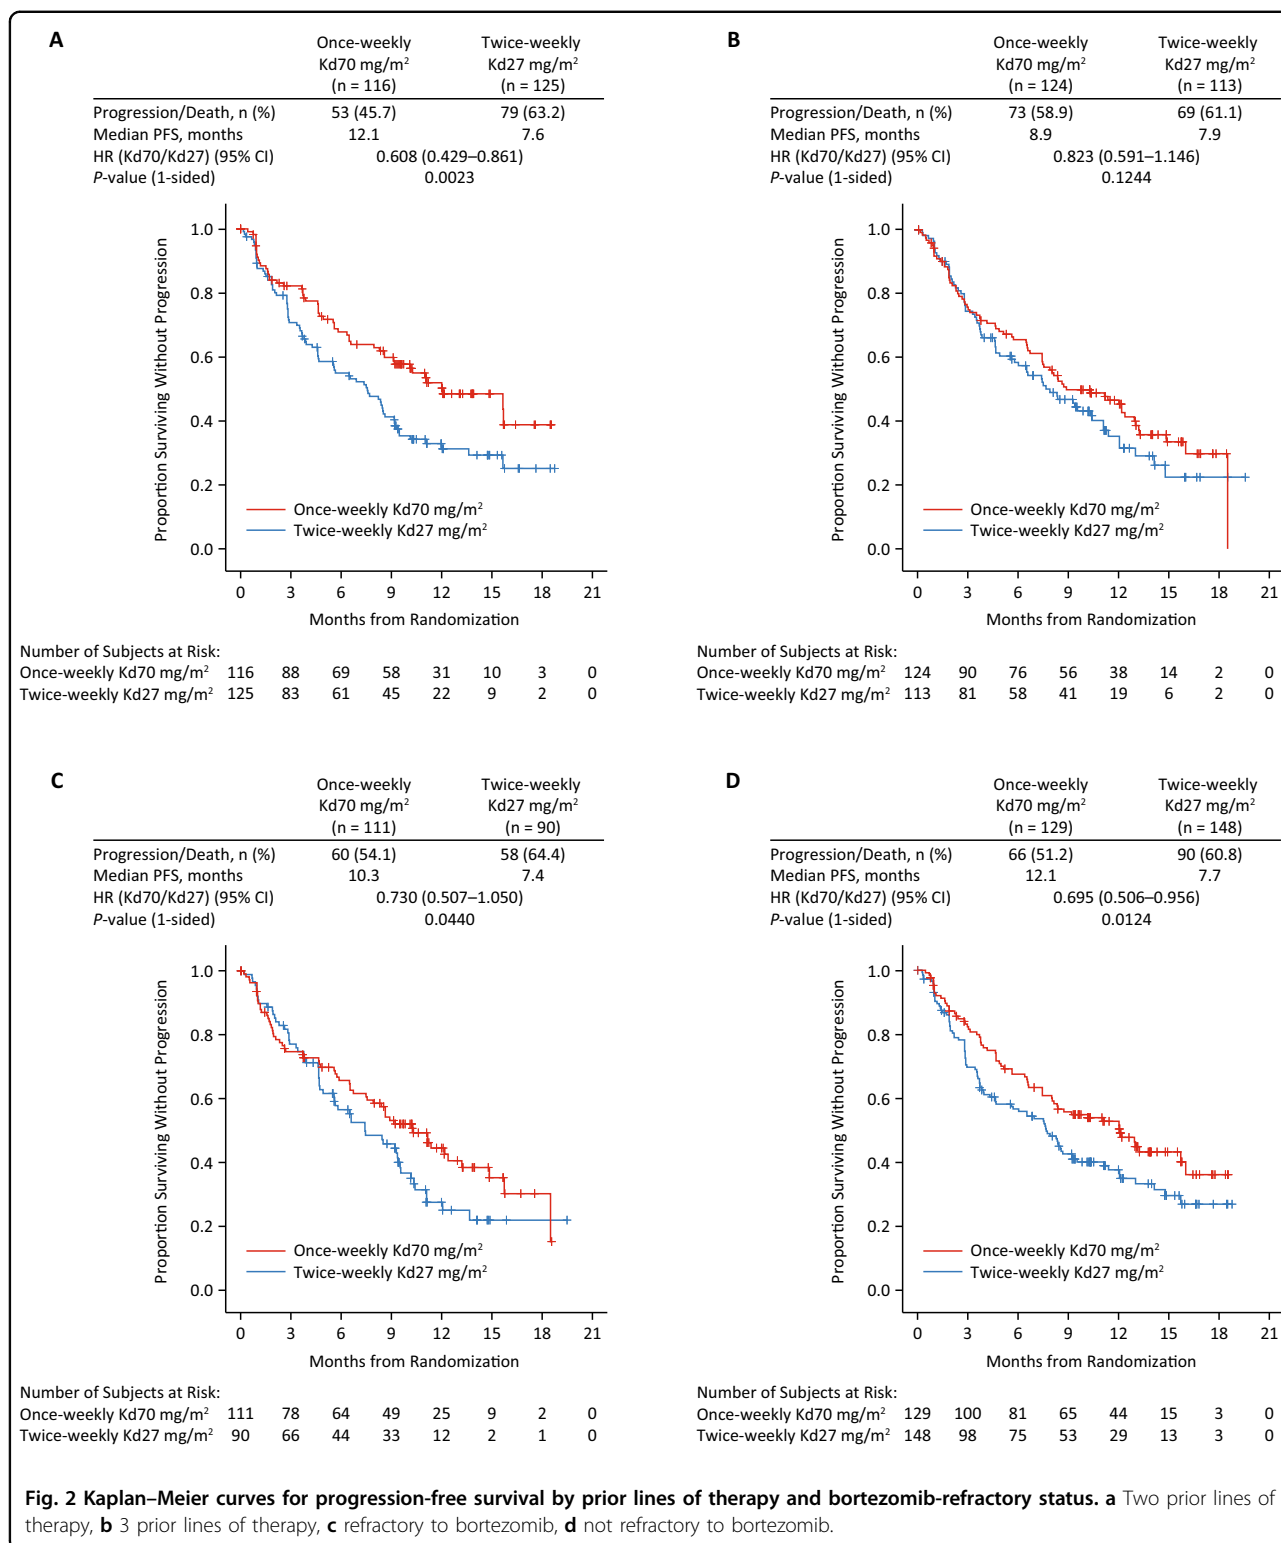 A
Once-weekly Twice-weekly
Kd70 mg/m² Kd27 mg/m²
(n = 116) (n = 125)
Progression/Death, n (%) 53 (45.7) 79 (63.2)
Median PFS, months 12.1 7.6
HR (Kd70/Kd27) (95% CI) 0.608 (0.429–0.861)
P-value (1-sided) 0.0023
Proportion Surviving Without Progression
1.0
0.8
0.6
0.4
0.2
0.0
Once-weekly Kd70 mg/m²
Twice-weekly Kd27 mg/m²
0 3 6 9 12 15 18 21
Months from Randomization
Number of Subjects at Risk:
Once-weekly Kd70 mg/m² 116 88 69 58 31 10 3 0
Twice-weekly Kd27 mg/m² 125 83 61 45 22 9 2 0
B
Once-weekly Twice-weekly
Kd70 mg/m² Kd27 mg/m²
(n = 124) (n = 113)
Progression/Death, n (%) 73 (58.9) 69 (61.1)
Median PFS, months 8.9 7.9
HR (Kd70/Kd27) (95% CI) 0.823 (0.591–1.146)
P-value (1-sided) 0.1244
Proportion Surviving Without Progression
1.0
0.8
0.6
0.4
0.2
0.0
Once-weekly Kd70 mg/m²
Twice-weekly Kd27 mg/m²
0 3 6 9 12 15 18 21
Months from Randomization
Number of Subjects at Risk:
Once-weekly Kd70 mg/m² 124 90 76 56 38 14 2 0
Twice-weekly Kd27 mg/m² 113 81 58 41 19 6 2 0
C
Once-weekly Twice-weekly
Kd70 mg/m² Kd27 mg/m²
(n = 111) (n = 90)
Progression/Death, n (%) 60 (54.1) 58 (64.4)
Median PFS, months 10.3 7.4
HR (Kd70/Kd27) (95% CI) 0.730 (0.507–1.050)
P-value (1-sided) 0.0440
Proportion Surviving Without Progression
1.0
0.8
0.6
0.4
0.2
0.0
Once-weekly Kd70 mg/m²
Twice-weekly Kd27 mg/m²
0 3 6 9 12 15 18 21
Months from Randomization
Number of Subjects at Risk:
Once-weekly Kd70 mg/m² 111 78 64 49 25 9 2 0
Twice-weekly Kd27 mg/m² 90 66 44 33 12 2 1 0
D
Once-weekly Twice-weekly
Kd70 mg/m² Kd27 mg/m²
(n = 129) (n = 148)
Progression/Death, n (%) 66 (51.2) 90 (60.8)
Median PFS, months 12.1 7.7
HR (Kd70/Kd27) (95% CI) 0.695 (0.506–0.956)
P-value (1-sided) 0.0124
Proportion Surviving Without Progression
1.0
0.8
0.6
0.4
0.2
0.0
Once-weekly Kd70 mg/m²
Twice-weekly Kd27 mg/m²
0 3 6 9 12 15 18 21
Months from Randomization
Number of Subjects at Risk:
Once-weekly Kd70 mg/m² 129 100 81 65 44 15 3 0
Twice-weekly Kd27 mg/m² 148 98 75 53 29 13 3 0
Fig. 2 Kaplan–Meier curves for progression-free survival by prior lines of therapy and bortezomib-refractory status. a Two prior lines of
therapy, b 3 prior lines of therapy, c refractory to bortezomib, d not refractory to bortezomib.